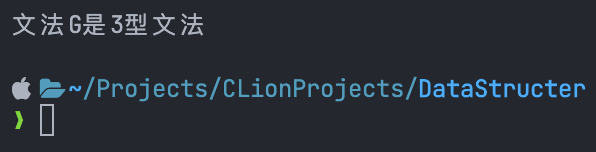 文法G是3型文法
~/Projects/CLionProjects/DataStructer
❯